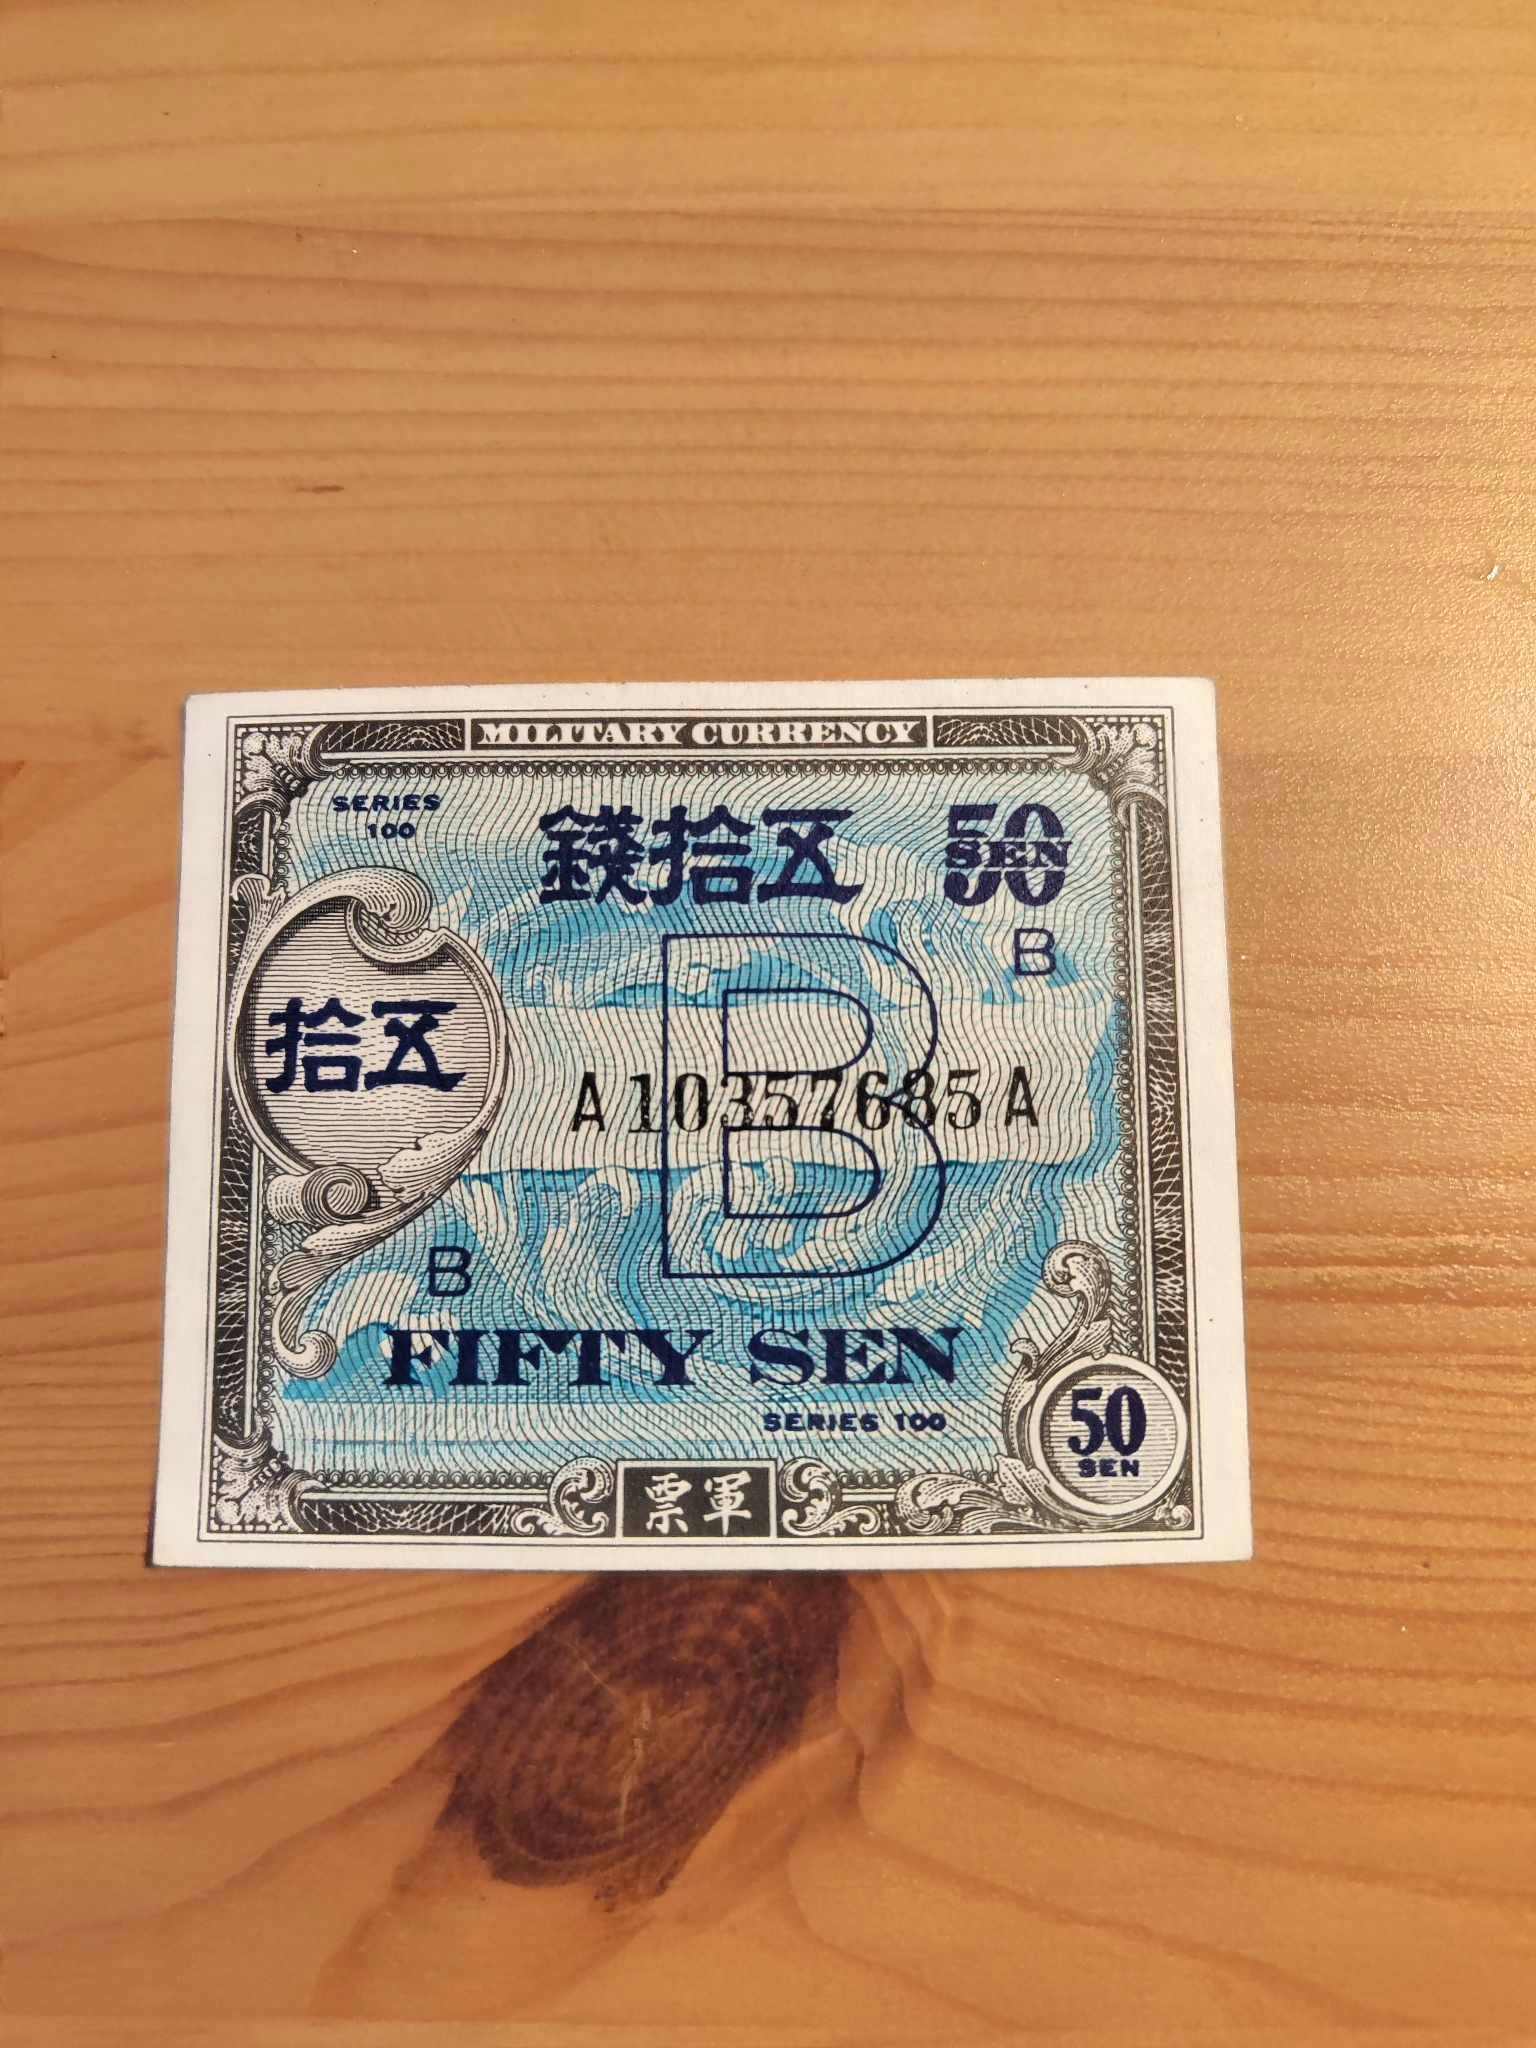 MILITARY CURRENCY
SERIES
100
錢拾五
50
SEN
B
拾五
B
A10357685A
B
FIFTY SEN
SERIES 100
50
SEN
票軍